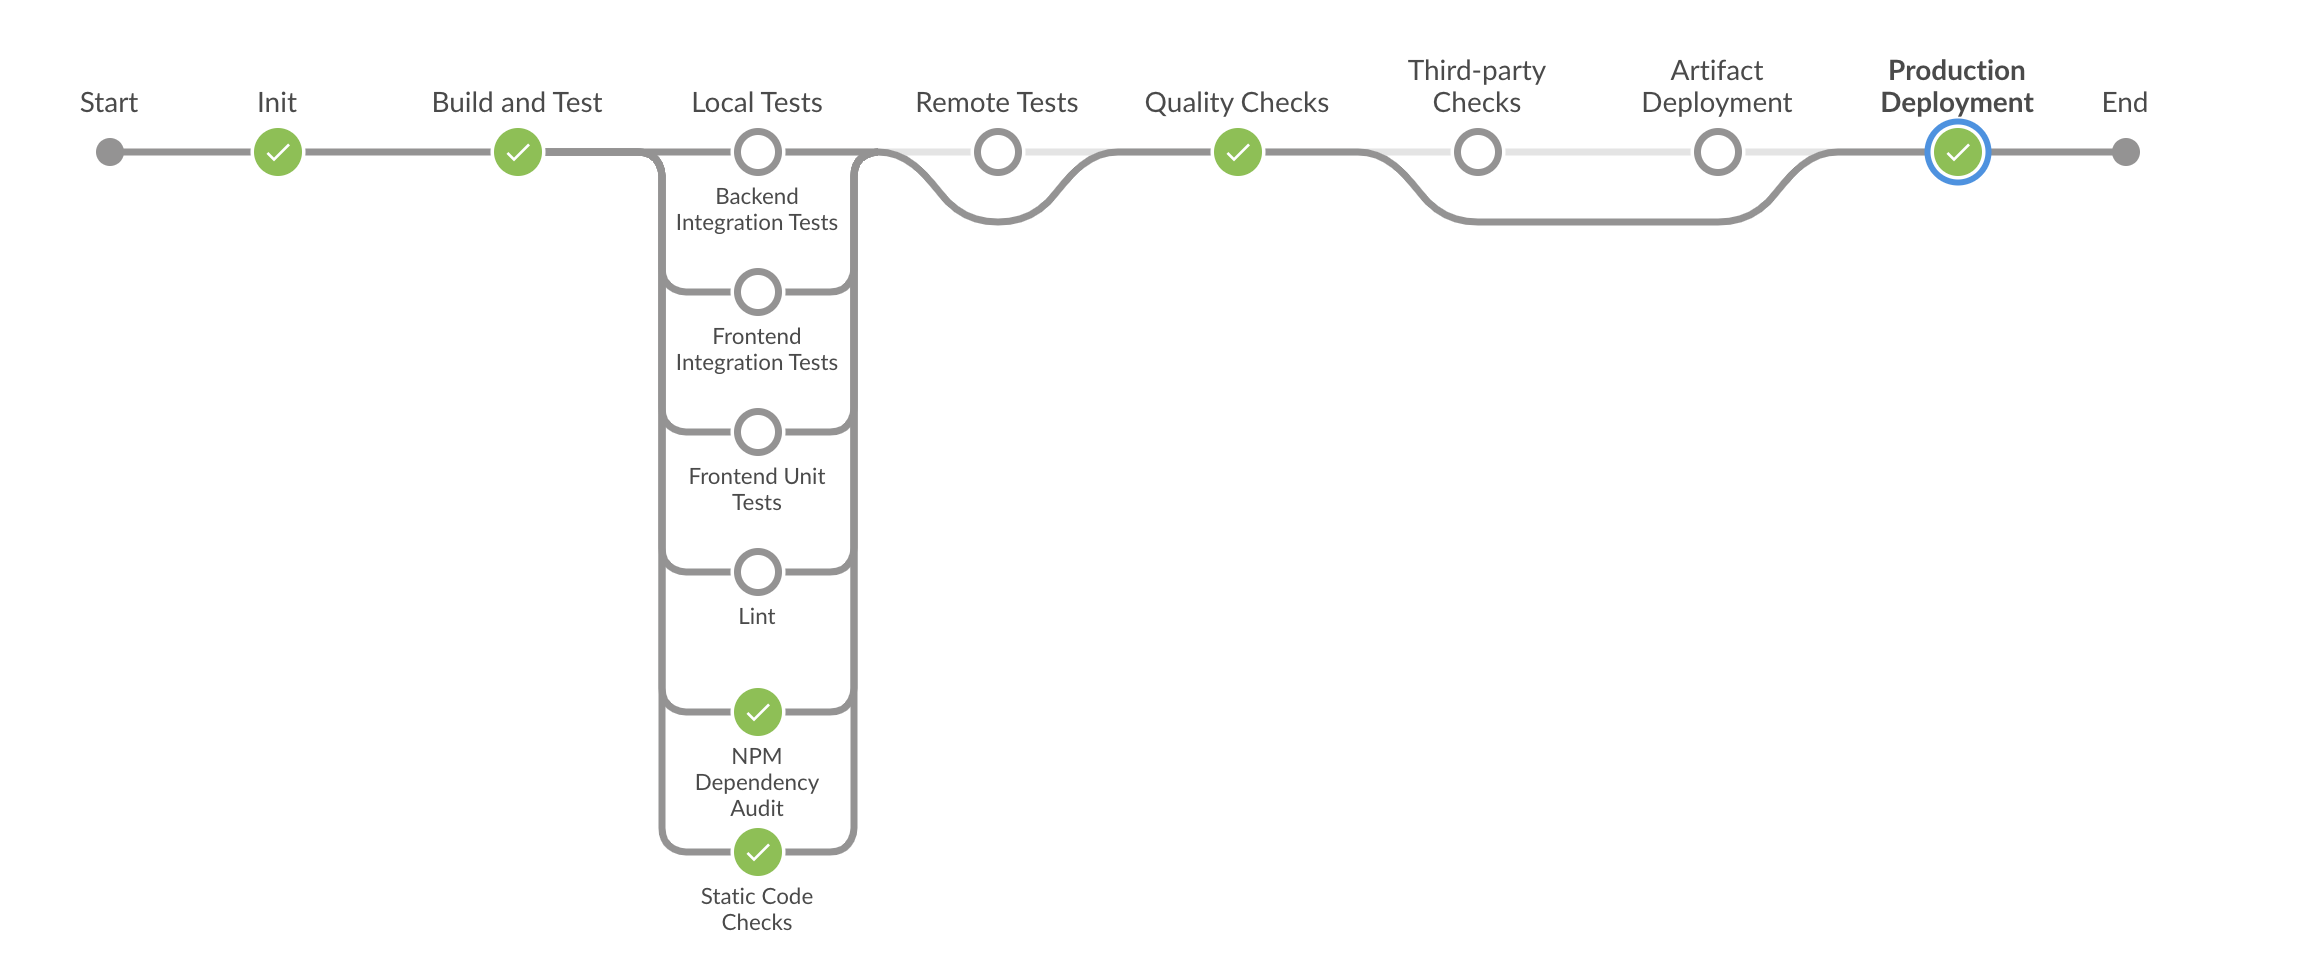 Start
Init
Build and Test
Local Tests
Remote Tests
Quality Checks
Third-party
Checks
Artifact
Deployment
Production
Deployment
End
Backend
Integration Tests
Frontend
Integration Tests
Frontend Unit
Tests
Lint
NPM
Dependency
Audit
Static Code
Checks